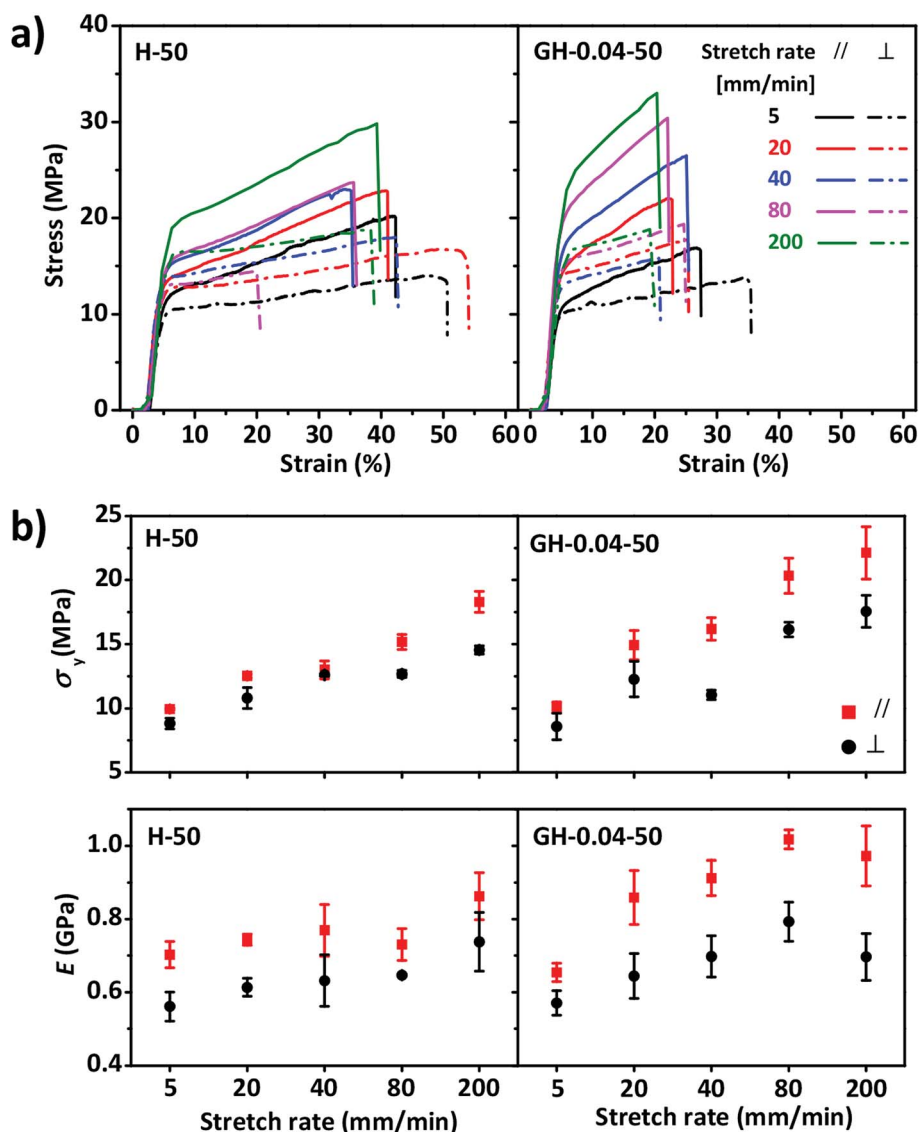 a)
H-50
GH-0.04-50
Stretch rate // ⊥
[mm/min]
5
20
40
80
200
Stress (MPa)
40
30
20
10
0
0 10 20 30 40 50 60
0 10 20 30 40 50 60
Strain (%)
Strain (%)
b)
H-50
GH-0.04-50
σy(MPa)
25
20
15
10
5
//
⊥
H-50
GH-0.04-50
E (GPa)
1.0
0.8
0.6
0.4
5 20 40 80 200
5 20 40 80 200
Stretch rate (mm/min)
Stretch rate (mm/min)